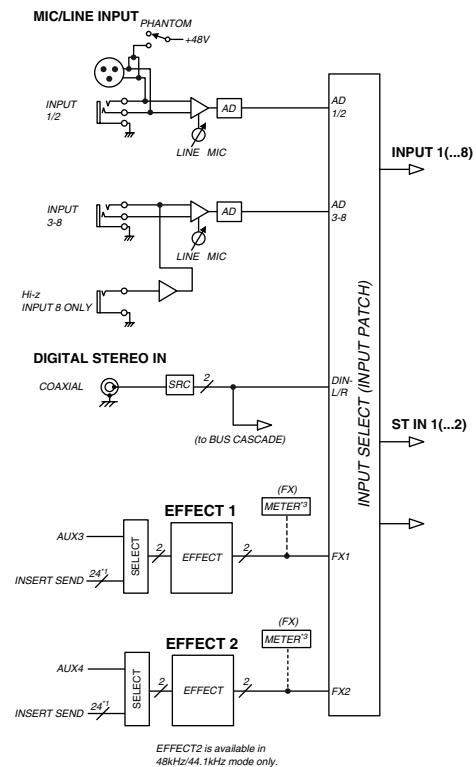 MIC/LINE INPUT
PHANTOM
+48V
INPUT
1/2
AD
LINE MIC
AD
1/2
INPUT 1(...8)
INPUT
3-8
AD
LINE MIC
AD
3-8
Hi-z
INPUT 8 ONLY
DIGITAL STEREO IN
COAXIAL
SRC
2
DIN-
L/R
(to BUS CASCADE)
INPUT SELECT (INPUT PATCH)
ST IN 1(...2)
EFFECT 1
(FX)
METER*3
AUX3
INSERT SEND
24*1
SELECT
2
EFFECT
2
FX1
EFFECT 2
(FX)
METER*3
AUX4
INSERT SEND
24*1
SELECT
2
EFFECT
2
FX2
EFFECT2 is available in
48kHz/44.1kHz mode only.